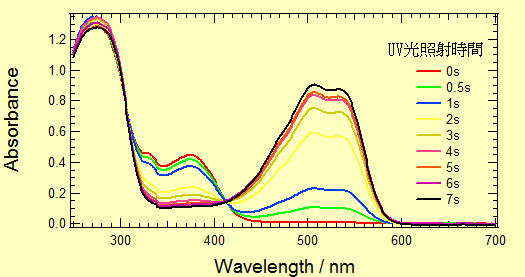 UV光照射時間
0s
0.5s
1s
2s
3s
4s
5s
6s
7s
Absorbance
1.2
1.0
0.8
0.6
0.4
0.2
0.0
300
400
500
600
700
Wavelength / nm